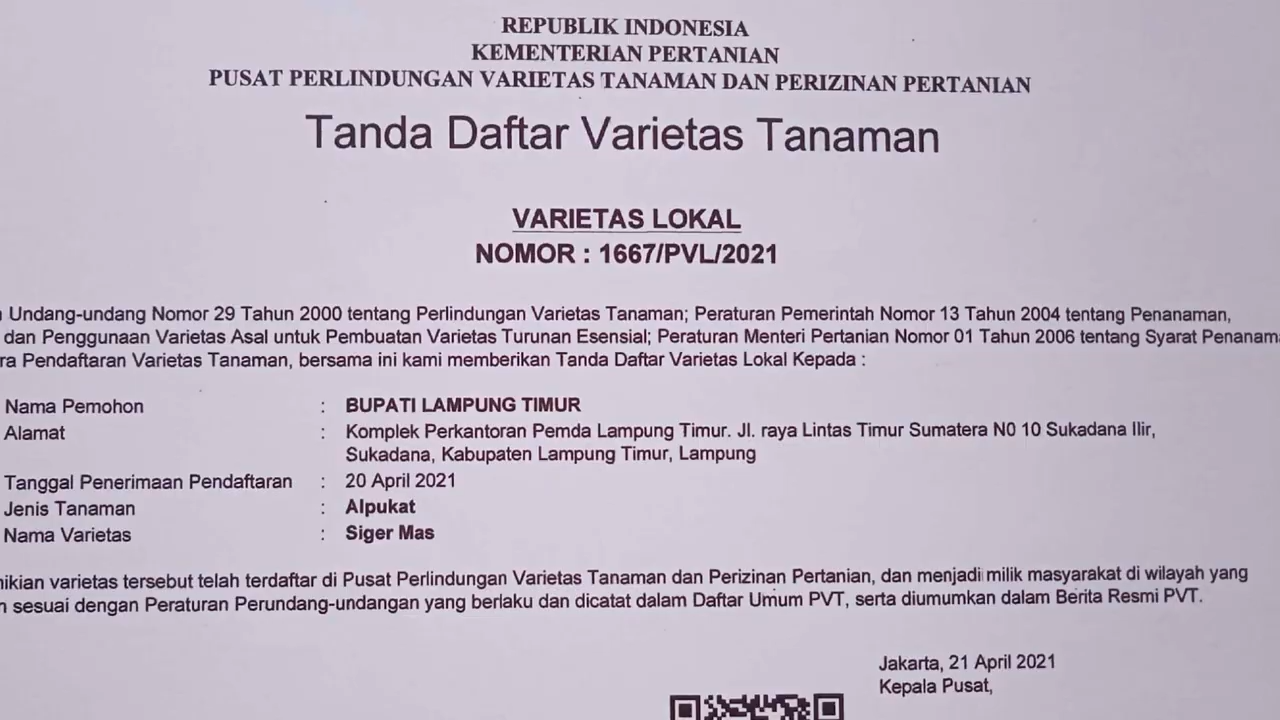 REPUBLIK INDONESIA
KEMENTERIAN PERTANIAN
PUSAT PERLINDUNGAN VARIETAS TANAMAN DAN PERIZINAN PERTANIAN
Tanda Daftar Varietas Tanaman
VARIETAS LOKAL
NOMOR : 1667/PVL/2021
Undang-undang Nomor 29 Tahun 2000 tentang Perlindungan Varietas Tanaman; Peraturan Pemerintah Nomor 13 Tahun 2004 tentang Penanaman,
dan Penggunaan Varietas Asal untuk Pembuatan Varietas Turunan Esensial; Peraturan Menteri Pertanian Nomor 01 Tahun 2006 tentang Syarat Penanam
ra Pendaftaran Varietas Tanaman, bersama ini kami memberikan Tanda Daftar Varietas Lokal Kepada :
Nama Pemohon : BUPATI LAMPUNG TIMUR
Alamat : Komplek Perkantoran Pemda Lampung Timur. Jl. raya Lintas Timur Sumatera N0 10 Sukadana Ilir,
Sukadana, Kabupaten Lampung Timur, Lampung
Tanggal Penerimaan Pendaftaran : 20 April 2021
Jenis Tanaman : Alpukat
Nama Varietas : Siger Mas
nikian varietas tersebut telah terdaftar di Pusat Perlindungan Varietas Tanaman dan Perizinan Pertanian, dan menjadi milik masyarakat di wilayah yang
sesuai dengan Peraturan Perundang-undangan yang berlaku dan dicatat dalam Daftar Umum PVT, serta diumumkan dalam Berita Resmi PVT.
Jakarta, 21 April 2021
Kepala Pusat,